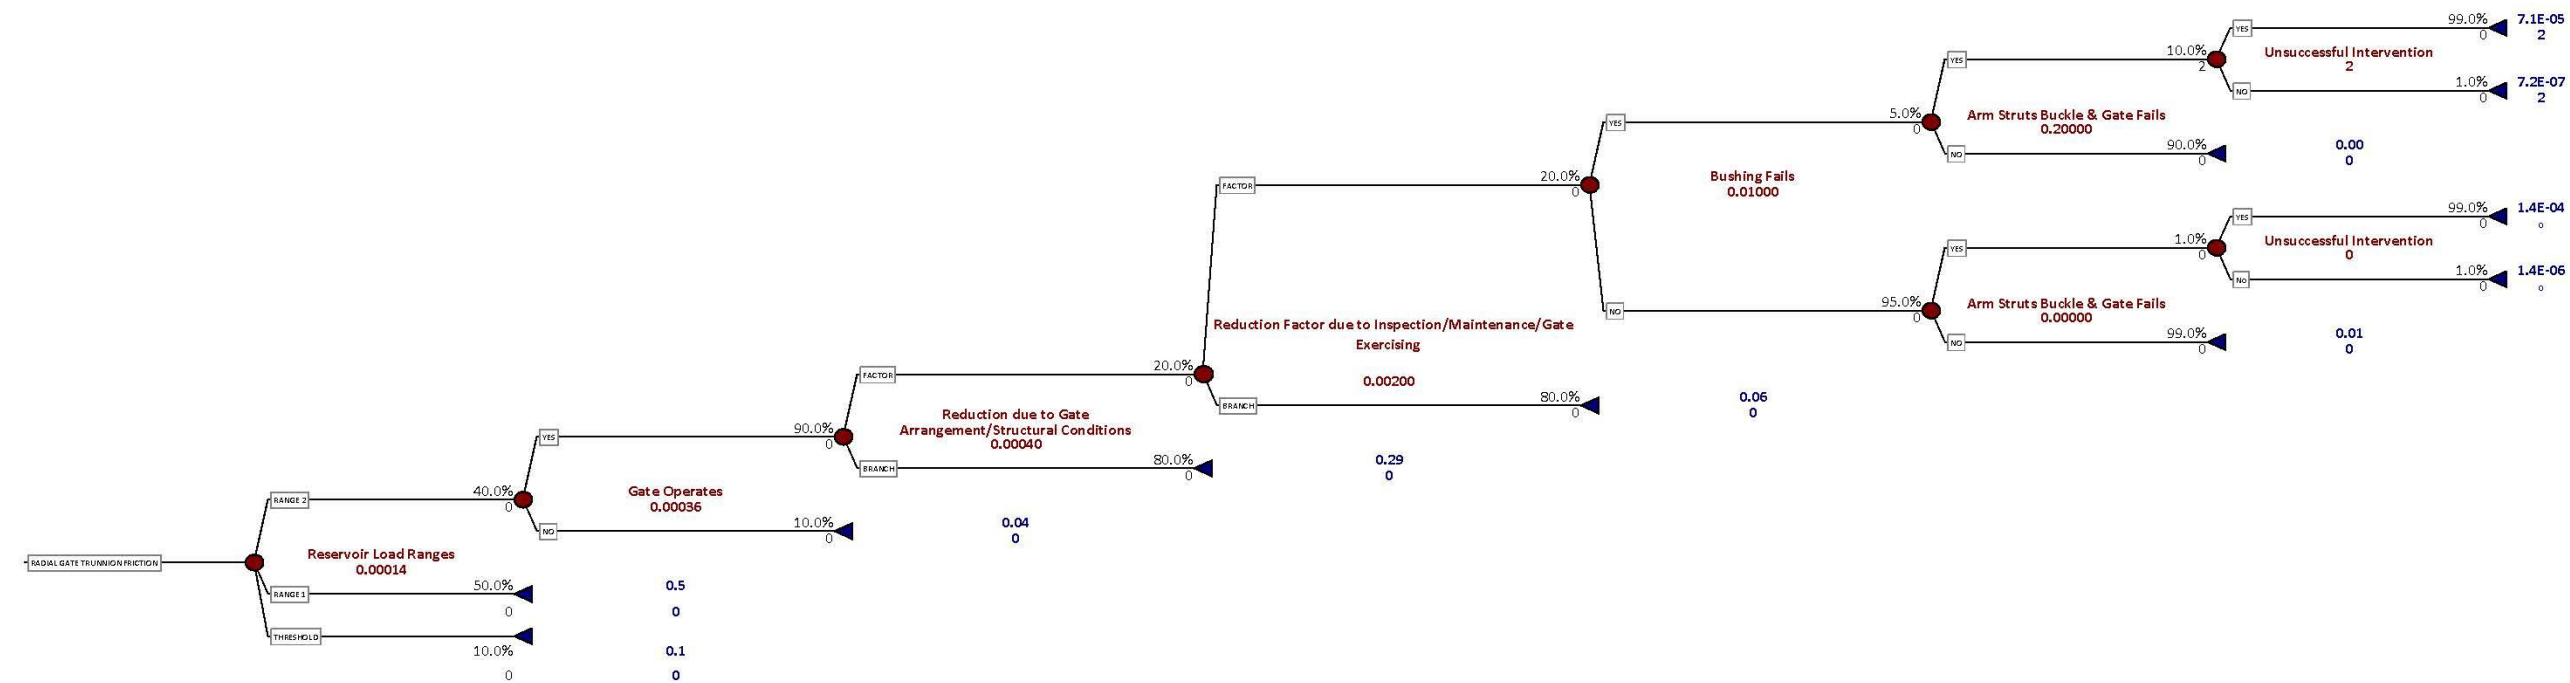 99.0%
7.1E-05
YES
0
2
10.0%
Unsuccessful Intervention
YES
2
2
1.0%
7.2E-07
NO
0
2
5.0%
Arm Struts Buckle & Gate Fails
YES
0
0.20000
90.0%
0.00
NO
0
0
20.0%
Bushing Fails
FACTOR
0
0.01000
99.0%
1.4E-04
YES
0
0
1.0%
Unsuccessful Intervention
YES
0
0
1.0%
1.4E-06
No
0
0
95.0%
Arm Struts Buckle & Gate Fails
NO
0
0.00000
99.0%
0.01
NO
0
0
Reduction Factor due to Inspection/Maintenance/Gate
Exercising
0.00200
20.0%
FACTOR
0
80.0%
0.06
BRANCH
0
0
90.0%
Reduction due to Gate
Arrangement/Structural Conditions
0.00040
YES
0
80.0%
0.29
BRANCH
0
0
40.0%
Gate Operates
RANGE 2
0
0.00036
10.0%
0.04
NO
0
0
Reservoir Load Ranges
RADIAL GATE TRUNNION FRICTION
0.00014
50.0%
0.5
RANGE 1
0
0
THRESHOLD
10.0%
0.1
0
0